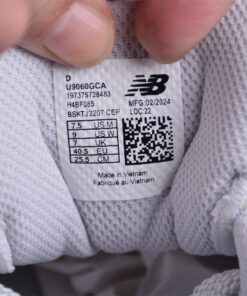 D
U9060GCA
197375728483
H4BF085
BSKTJ2207 CEP
NB
MFG:02/2024
LOC:22
7.5 US M
9 US W
7 UK
40.5 EU
25.5 CM
Made in Vietnam
Fabriqué au Vietnam